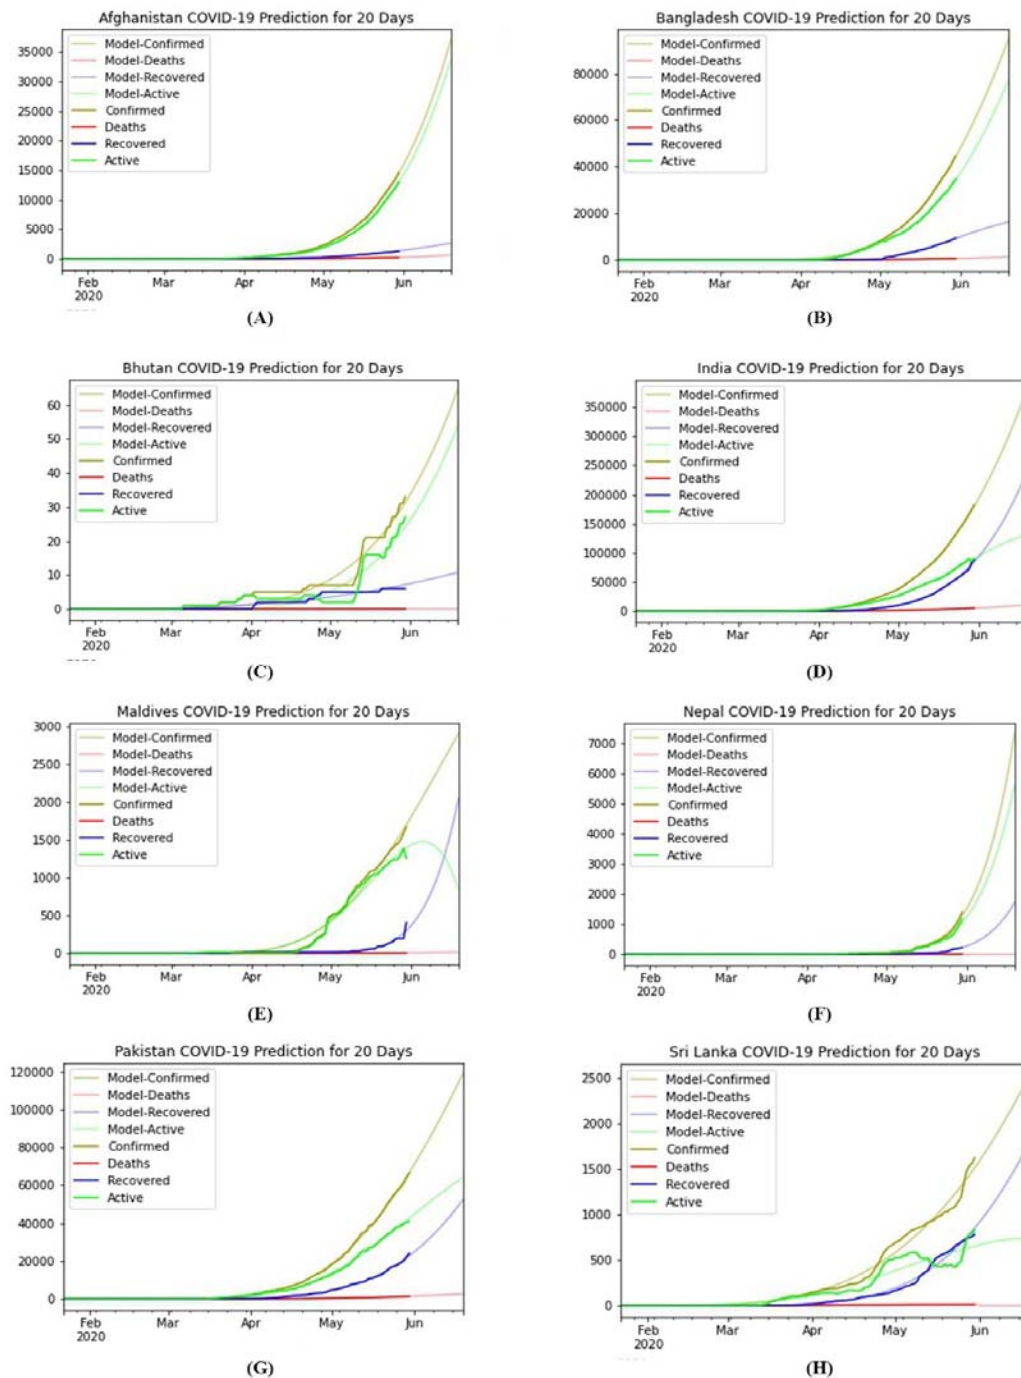 Afghanistan COVID-19 Prediction for 20 Days
35000
30000
25000
20000
15000
10000
5000
0
Model-Confirmed
Model-Deaths
Model-Recovered
Model-Active
Confirmed
Deaths
Recovered
Active
Feb Mar Apr May Jun
2020
(A)
Bangladesh COVID-19 Prediction for 20 Days
80000
60000
40000
20000
0
Model-Confirmed
Model-Deaths
Model-Recovered
Model-Active
Confirmed
Deaths
Recovered
Active
Feb Mar Apr May Jun
2020
(B)
Bhutan COVID-19 Prediction for 20 Days
60
50
40
30
20
10
0
Model-Confirmed
Model-Deaths
Model-Recovered
Model-Active
Confirmed
Deaths
Recovered
Active
Feb Mar Apr May Jun
2020
(C)
India COVID-19 Prediction for 20 Days
350000
300000
250000
200000
150000
100000
50000
0
Model-Confirmed
Model-Deaths
Model-Recovered
Model-Active
Confirmed
Deaths
Recovered
Active
Feb Mar Apr May Jun
2020
(D)
Maldives COVID-19 Prediction for 20 Days
3000
2500
2000
1500
1000
500
0
Model-Confirmed
Model-Deaths
Model-Recovered
Model-Active
Confirmed
Deaths
Recovered
Active
Feb Mar Apr May Jun
2020
(E)
Nepal COVID-19 Prediction for 20 Days
7000
6000
5000
4000
3000
2000
1000
0
Model-Confirmed
Model-Deaths
Model-Recovered
Model-Active
Confirmed
Deaths
Recovered
Active
Feb Mar Apr May Jun
2020
(F)
Pakistan COVID-19 Prediction for 20 Days
120000
100000
80000
60000
40000
20000
0
Model-Confirmed
Model-Deaths
Model-Recovered
Model-Active
Confirmed
Deaths
Recovered
Active
Feb Mar Apr May Jun
2020
(G)
Sri Lanka COVID-19 Prediction for 20 Days
2500
2000
1500
1000
500
0
Model-Confirmed
Model-Deaths
Model-Recovered
Model-Active
Confirmed
Deaths
Recovered
Active
Feb Mar Apr May Jun
2020
(H)